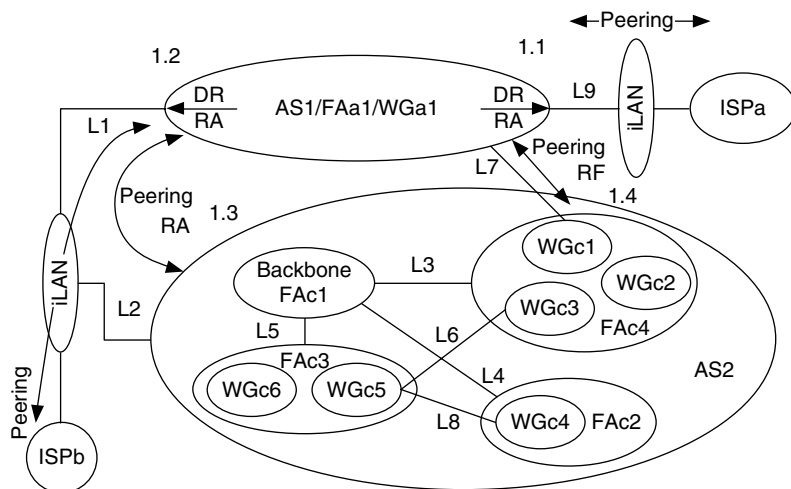 Peering
1.2
1.1
DR
RA
AS1/FAa1/WGa1
DR
RA
L9
iLAN
ISPa
L1
L7
Peering
RF
Peering
RA
1.3
1.4
iLAN
L2
Backbone
FAc1
L3
WGc1
WGc2
WGc3
FAc4
L5
L6
FAc3
WGc6
WGc5
L4
AS2
L8
WGc4
FAc2
Peering
ISPb